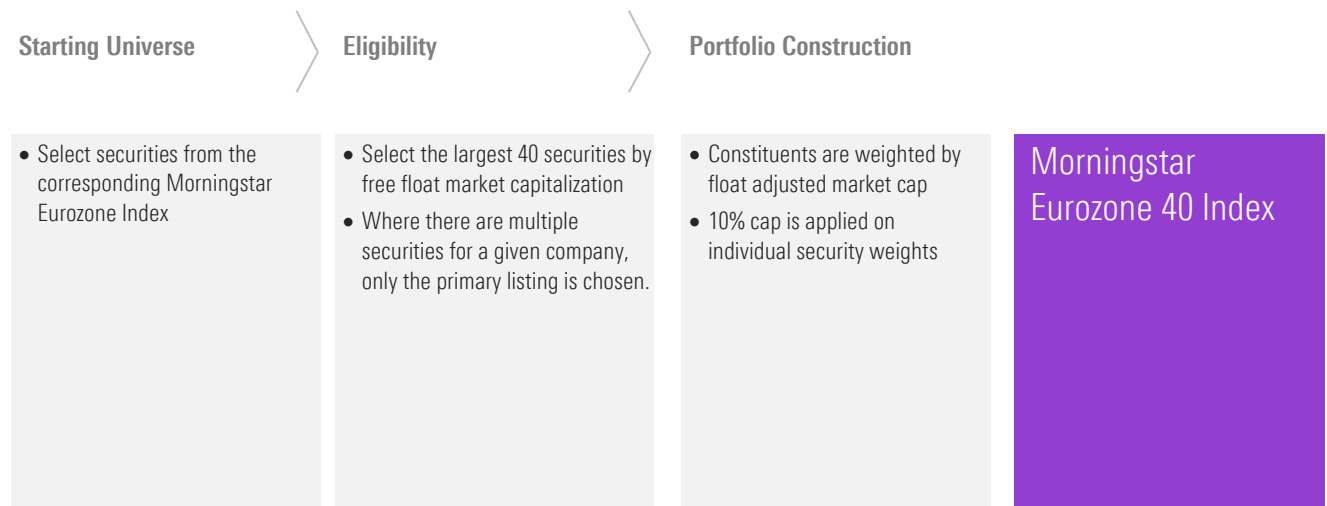 Starting Universe
Eligibility
Portfolio Construction
• Select securities from the
corresponding Morningstar
Eurozone Index
• Select the largest 40 securities by
free float market capitalization
• Where there are multiple
securities for a given company,
only the primary listing is chosen.
• Constituents are weighted by
float adjusted market cap
• 10% cap is applied on
individual security weights
Morningstar
Eurozone 40 Index